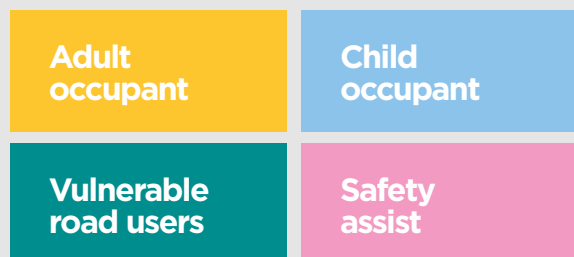 Adult
occupant
Child
occupant
Vulnerable
road users
Safety
assist